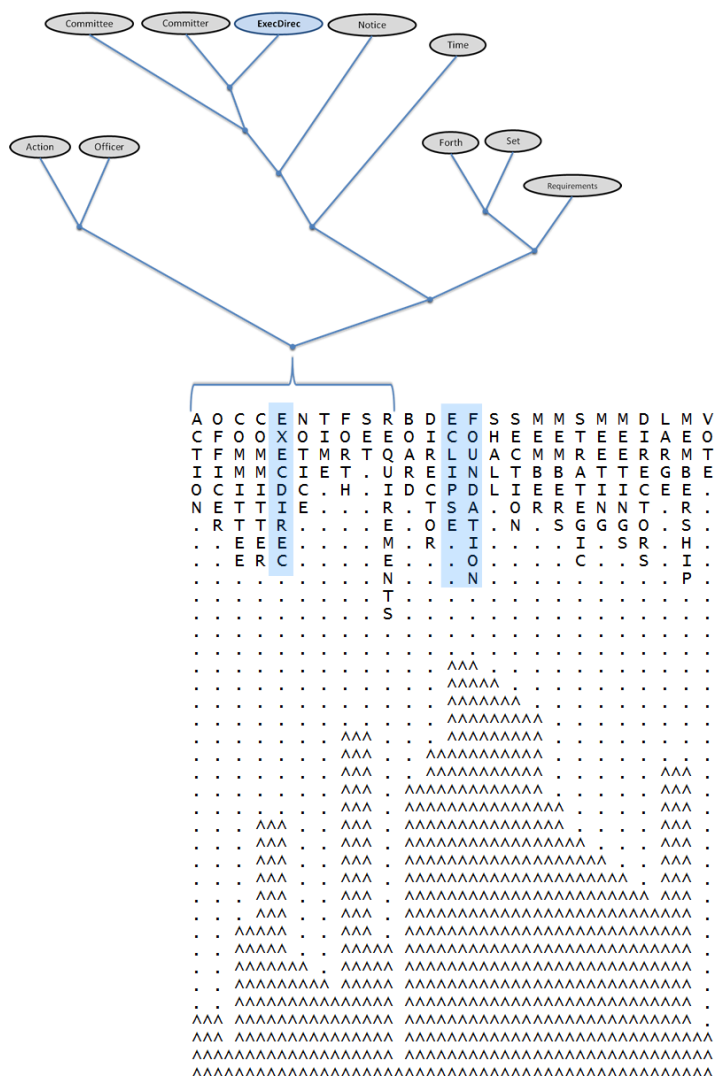 Committee
Committer
ExecDirec
Notice
Time
Action
Officer
Forth
Set
Requirements
ACTION
OFFICER
COMMITTEE
COMMITTER
EXECDIREC
NOTICE
TIME
FORTH
SET
REQUIREMENTS
BOARD
DIRECTOR
ECLIPSE
FOUNDATION
SHALL
SECTION
MEMBER
MEMBERS
STRATEGIC
MEETING
MEETINGS
DIRECTORS
LARGE
MEMBERSHIP
VOTE